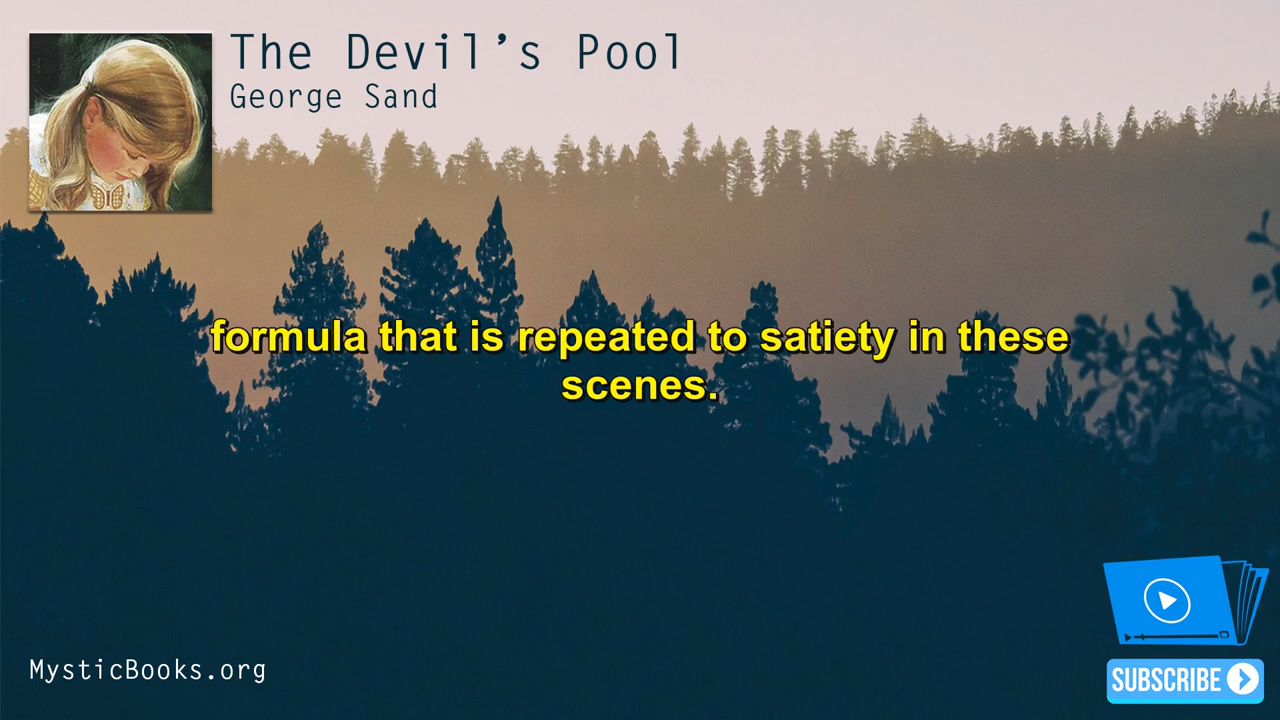 The Devil's Pool
George Sand
formula that is repeated to satiety in these
scenes.
MysticBooks.org
SUBSCRIBE